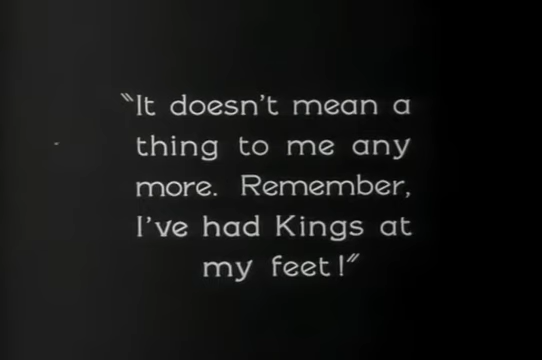 "It doesn't mean a
thing to me any
more. Remember,
I've had Kings at
my feet!"